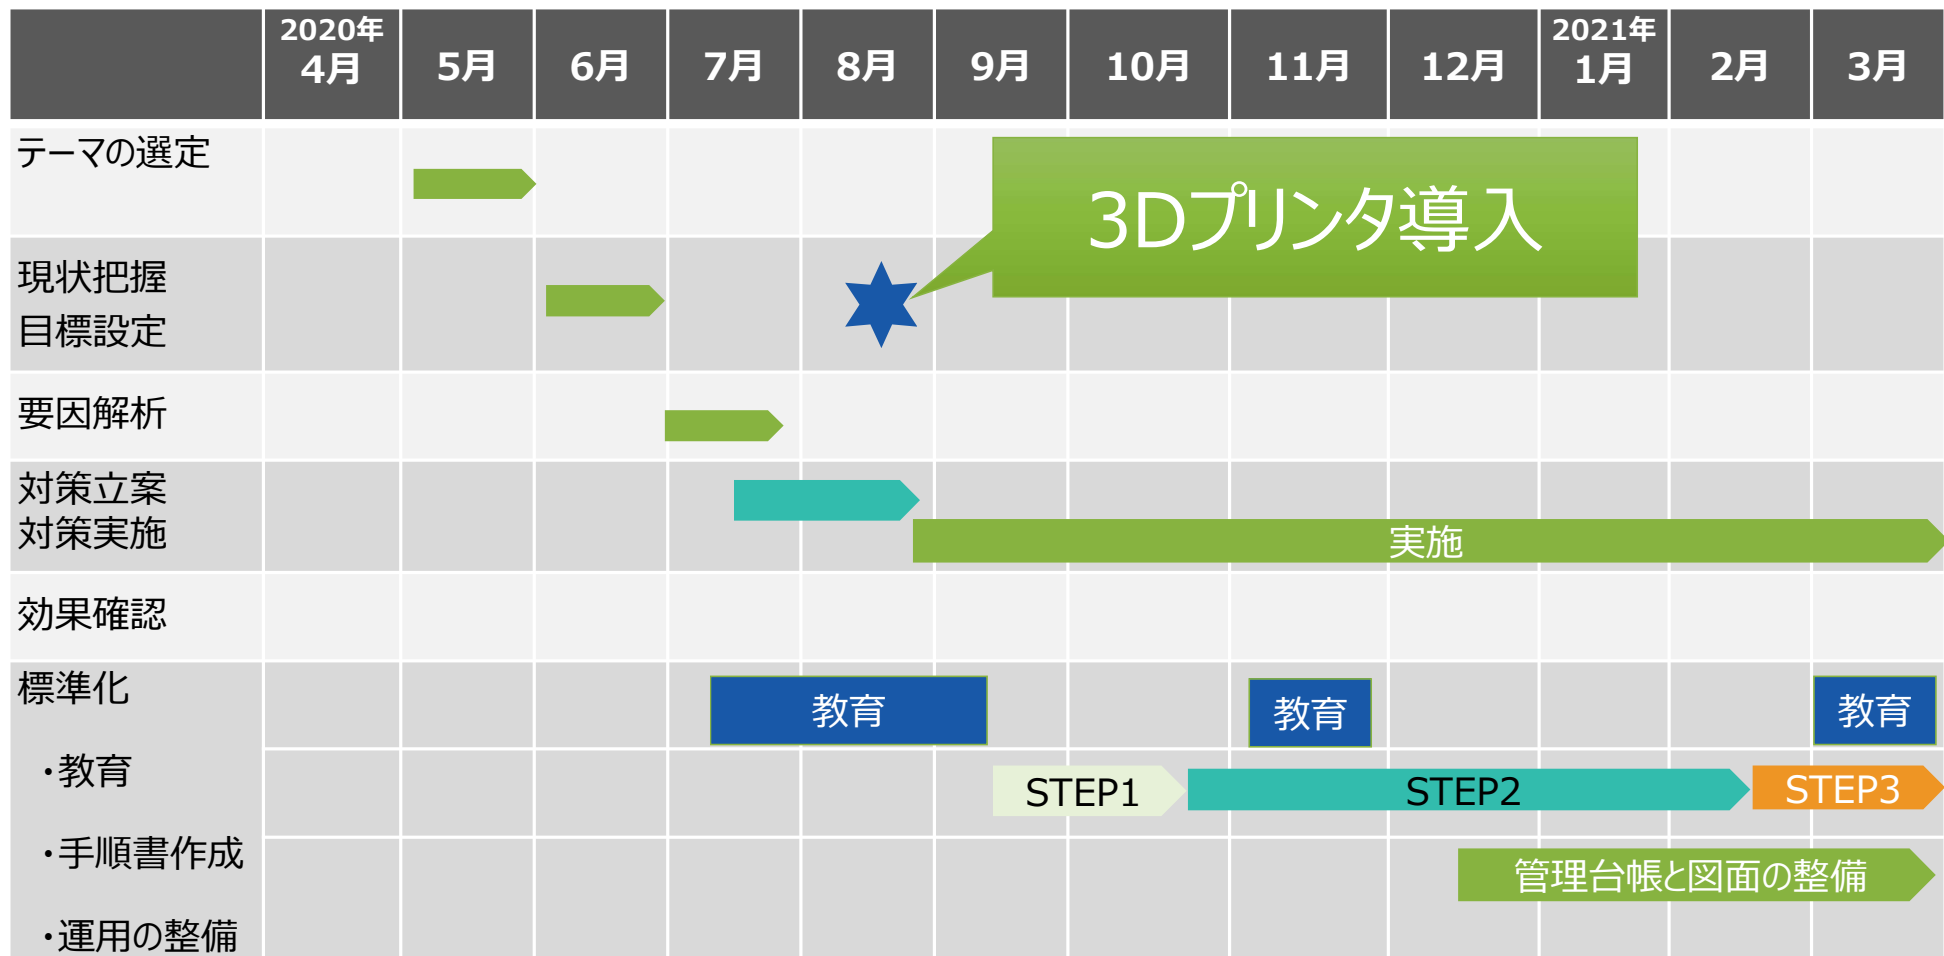 2020年
4月
5月
6月
7月
8月
9月
10月
11月
12月
2021年
1月
2月
3月
テーマの選定
3Dプリンタ導入
現状把握
目標設定
要因解析
対策立案
対策実施
実施
効果確認
標準化
教育
教育
教育
・教育
STEP1
STEP2
STEP3
・手順書作成
管理台帳と図面の整備
・運用の整備